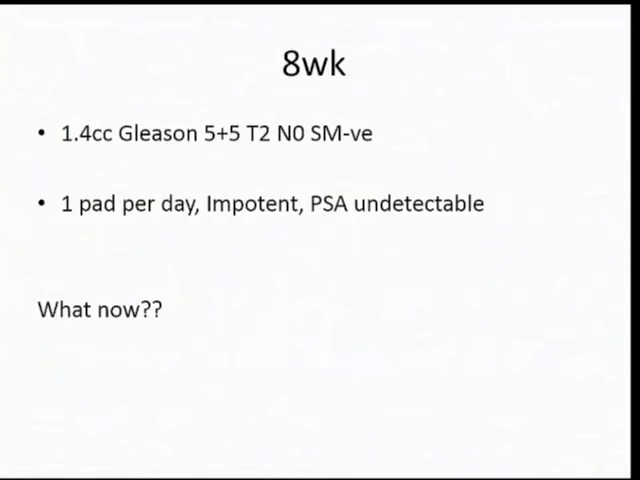 8wk
• 1.4cc Gleason 5+5 T2 N0 SM-ve
• 1 pad per day, Impotent, PSA undetectable
What now??